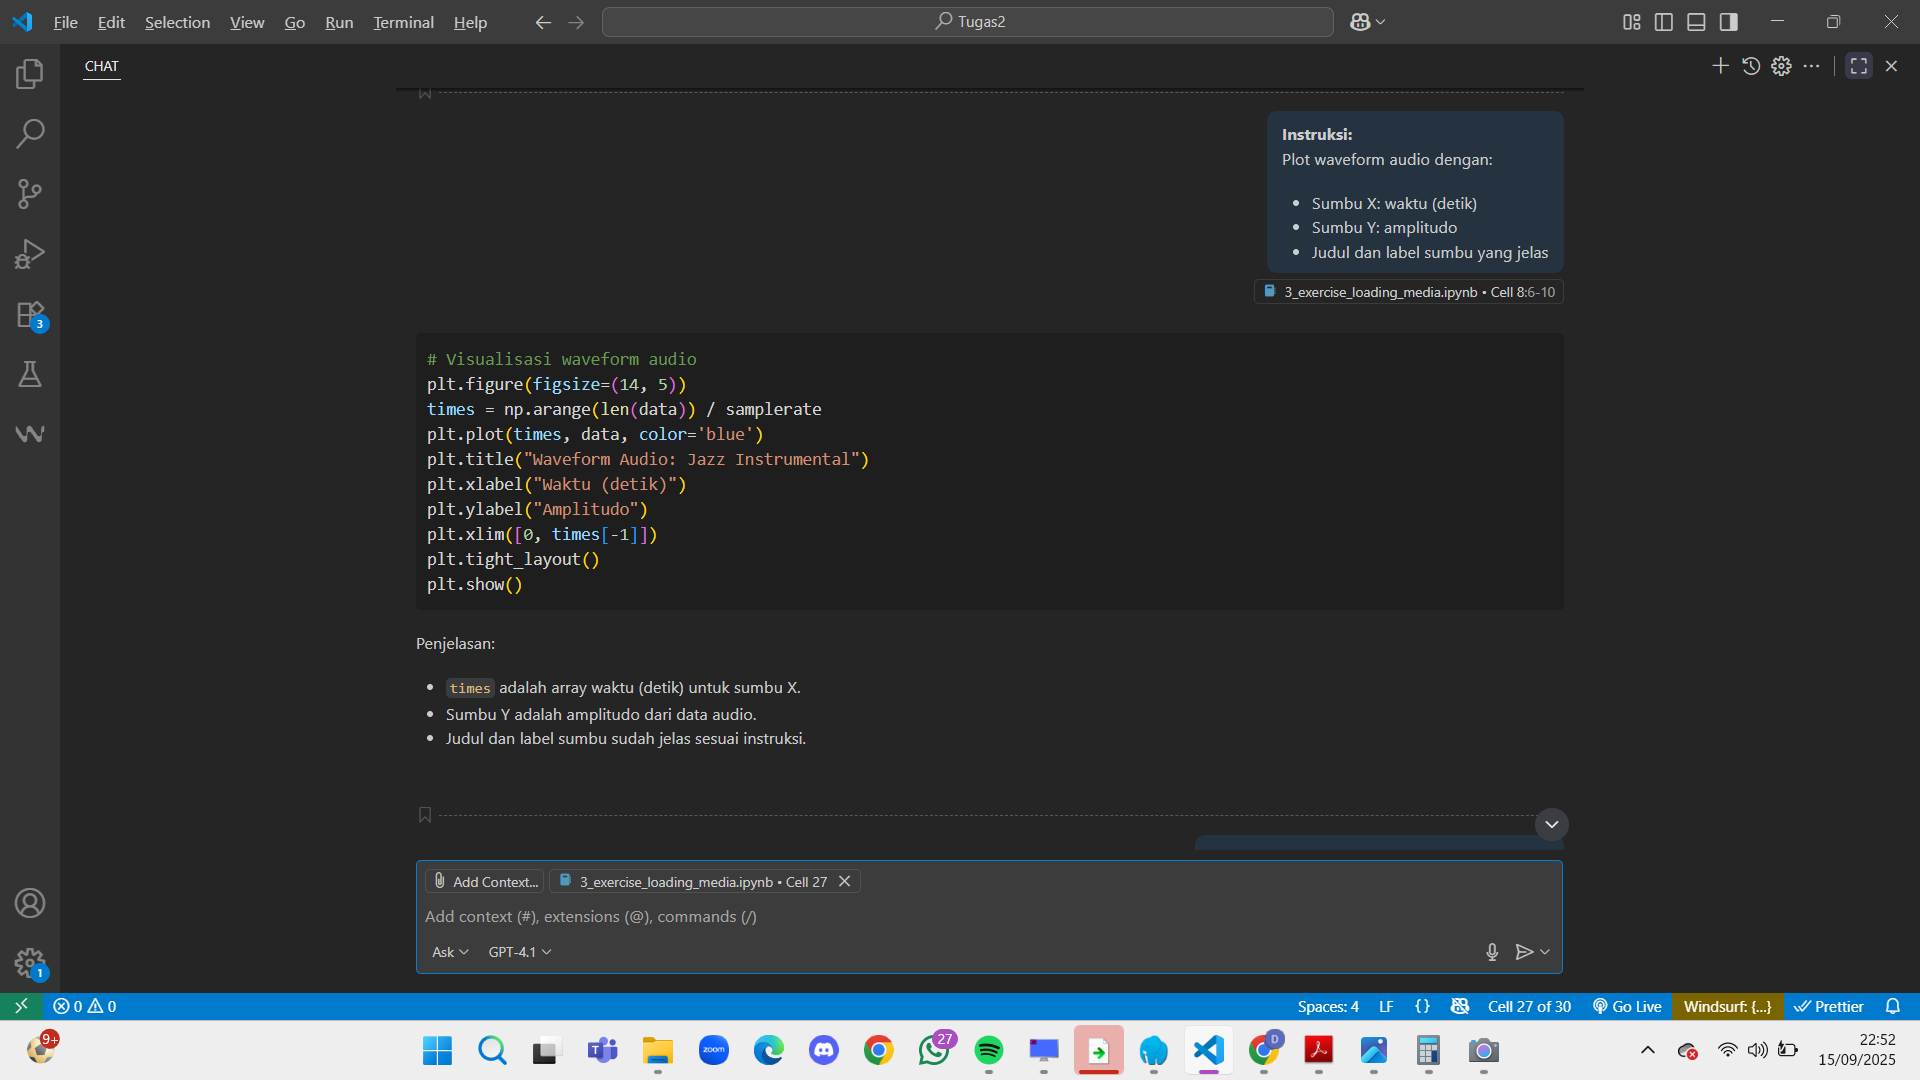 File Edit Selection View Go Run Terminal Help
Tugas2
CHAT
Instruksi:
Plot waveform audio dengan:
Sumbu X: waktu (detik)
Sumbu Y: amplitudo
Judul dan label sumbu yang jelas
3_exercise_loading_media.ipynb • Cell 8:6-10
# Visualisasi waveform audio
plt.figure(figsize=(14, 5))
times = np.arange(len(data)) / samplerate
plt.plot(times, data, color='blue')
plt.title("Waveform Audio: Jazz Instrumental")
plt.xlabel("Waktu (detik)")
plt.ylabel("Amplitudo")
plt.xlim([0, times[-1]])
plt.tight_layout()
plt.show()
Penjelasan:
times adalah array waktu (detik) untuk sumbu X.
Sumbu Y adalah amplitudo dari data audio.
Judul dan label sumbu sudah jelas sesuai instruksi.
Add Context... 3_exercise_loading_media.ipynb • Cell 27
Add context (#), extensions (@), commands (/)
Ask GPT-4.1
3
1
0 0 Spaces: 4 LF {} Cell 27 of 30 Go Live Windsurf: {...} Prettier
9+
zoom
27
D
22:52
15/09/2025